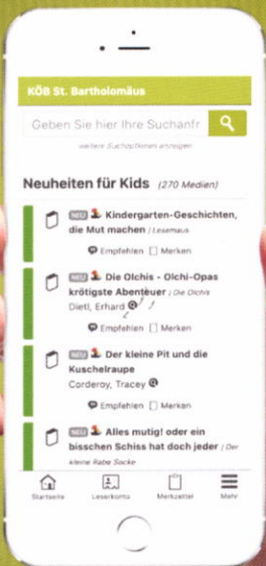 KÖB St. Bartholomäus
Geben Sie hier Ihre Suchanfr
weitere Suchoptionen anzeigen
Neuheiten für Kids (270 Medien)
NEU Kindergarten-Geschichten,
die Mut machen | Lesemaus
Empfehlen Merken
NEU Die Olchis - Olchi-Opas
krötigste Abenteuer | Die Olchis
Dietl, Erhard
Empfehlen Merken
NEU Der kleine Pit und die
Kuschelraupe
Corderoy, Tracey
Empfehlen Merken
NEU Alles mutig! oder ein
bisschen Schiss hat doch jeder | Der
kleine Rabe Socke
Startseite Leserkonto Merkzettel Mehr